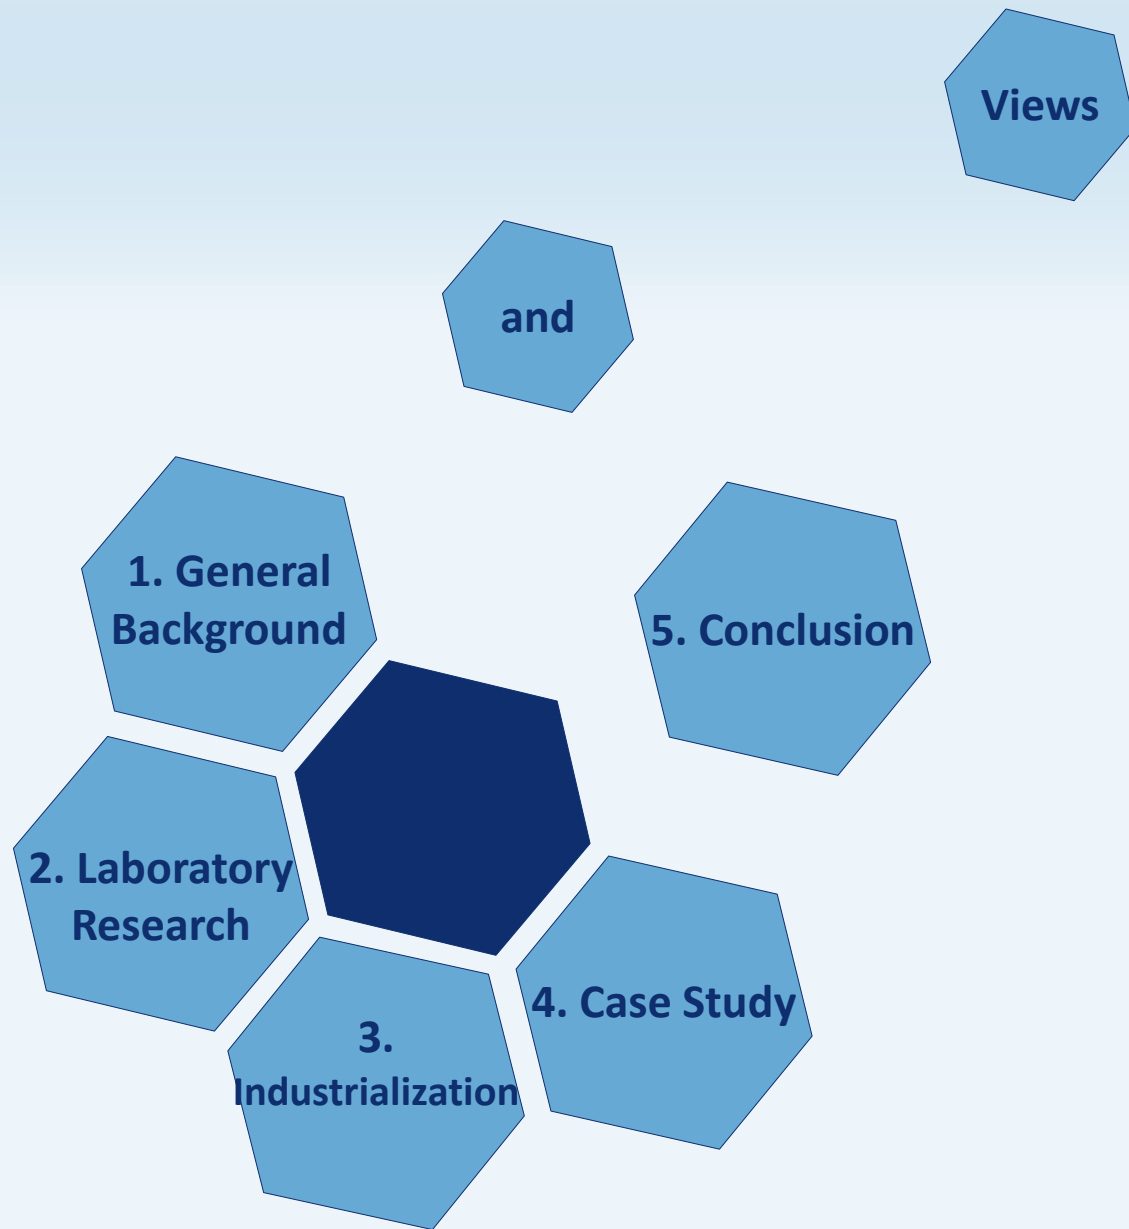 Views
and
1. General
Background
5. Conclusion
2. Laboratory
Research
4. Case Study
3.
Industrialization